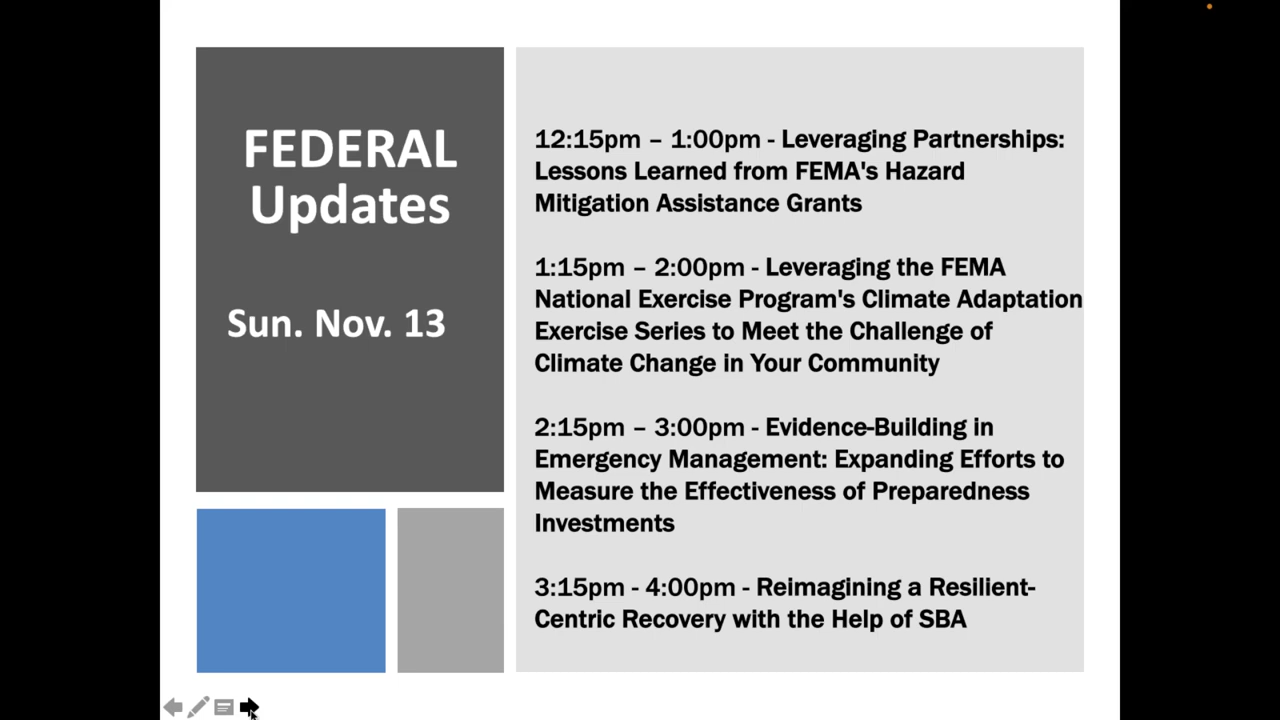 FEDERAL
Updates
Sun. Nov. 13
12:15pm – 1:00pm - Leveraging Partnerships:
Lessons Learned from FEMA's Hazard
Mitigation Assistance Grants
1:15pm – 2:00pm - Leveraging the FEMA
National Exercise Program's Climate Adaptation
Exercise Series to Meet the Challenge of
Climate Change in Your Community
2:15pm – 3:00pm - Evidence-Building in
Emergency Management: Expanding Efforts to
Measure the Effectiveness of Preparedness
Investments
3:15pm - 4:00pm - Reimagining a Resilient-
Centric Recovery with the Help of SBA